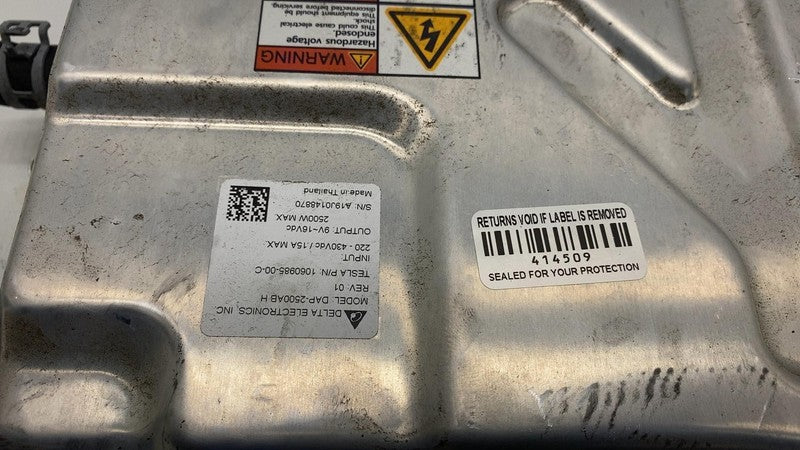 WARNING
Hazardous voltage
enclosed.
This could cause electrical
shock.
This equipment should be
disconnected before servicing.
DELTA ELECTRONICS, INC.
MODEL: DAP-2500AB H
REV: 01
TESLA P/N: 1060985-00-C
INPUT:
220 - 430Vdc / 15A MAX.
OUTPUT: 9V~16Vdc
2500W MAX
S/N: A19J0148870
Made in Thailand
RETURNS VOID IF LABEL IS REMOVED
414509
SEALED FOR YOUR PROTECTION